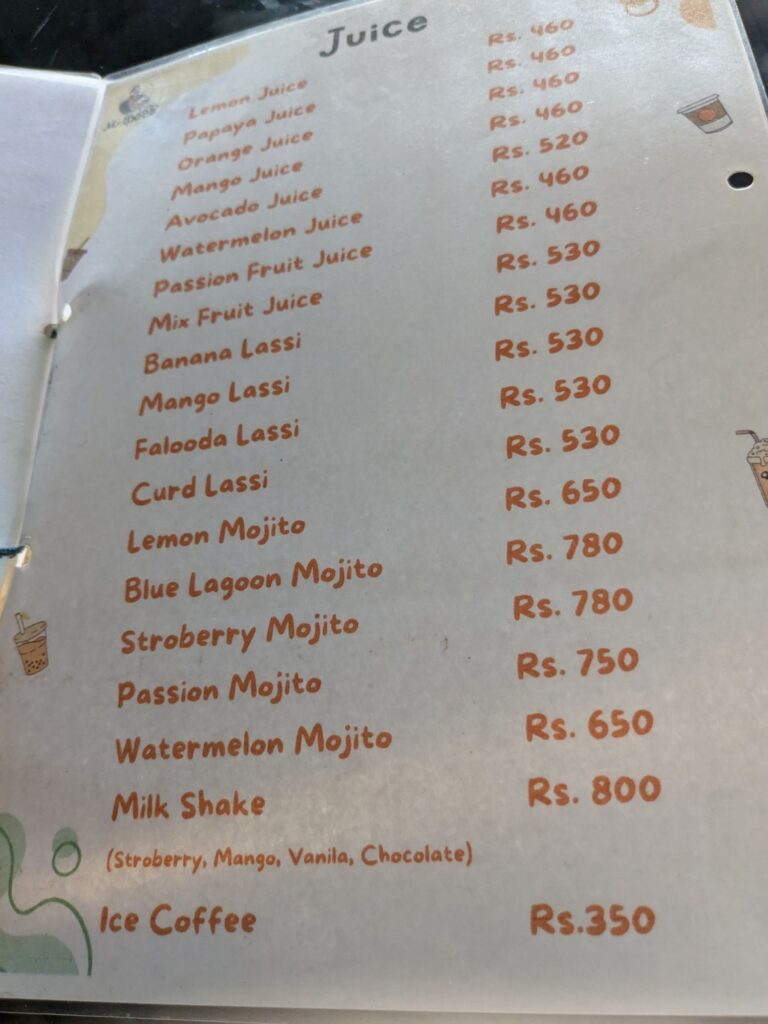 Juice
Lemon Juice Rs. 460
Papaya Juice Rs. 460
Orange Juice Rs. 460
Mango Juice Rs. 460
Avocado Juice Rs. 520
Watermelon Juice Rs. 460
Passion Fruit Juice Rs. 460
Mix Fruit Juice Rs. 530
Banana Lassi Rs. 530
Mango Lassi Rs. 530
Falooda Lassi Rs. 530
Curd Lassi Rs. 530
Lemon Mojito Rs. 650
Blue Lagoon Mojito Rs. 780
Stroberry Mojito Rs. 780
Passion Mojito Rs. 750
Watermelon Mojito Rs. 650
Milk Shake Rs. 800
(Stroberry, Mango, Vanila, Chocolate)
Ice Coffee Rs.350